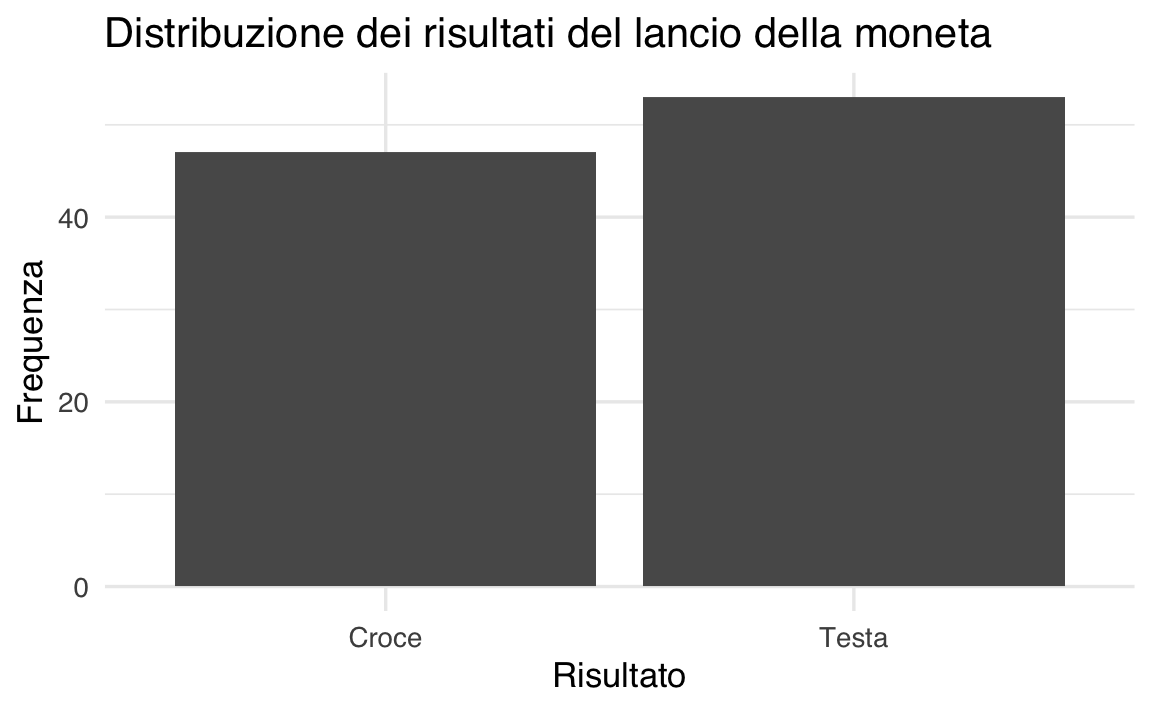 Distribuzione dei risultati del lancio della moneta
Frequenza
40
20
0
Croce
Testa
Risultato